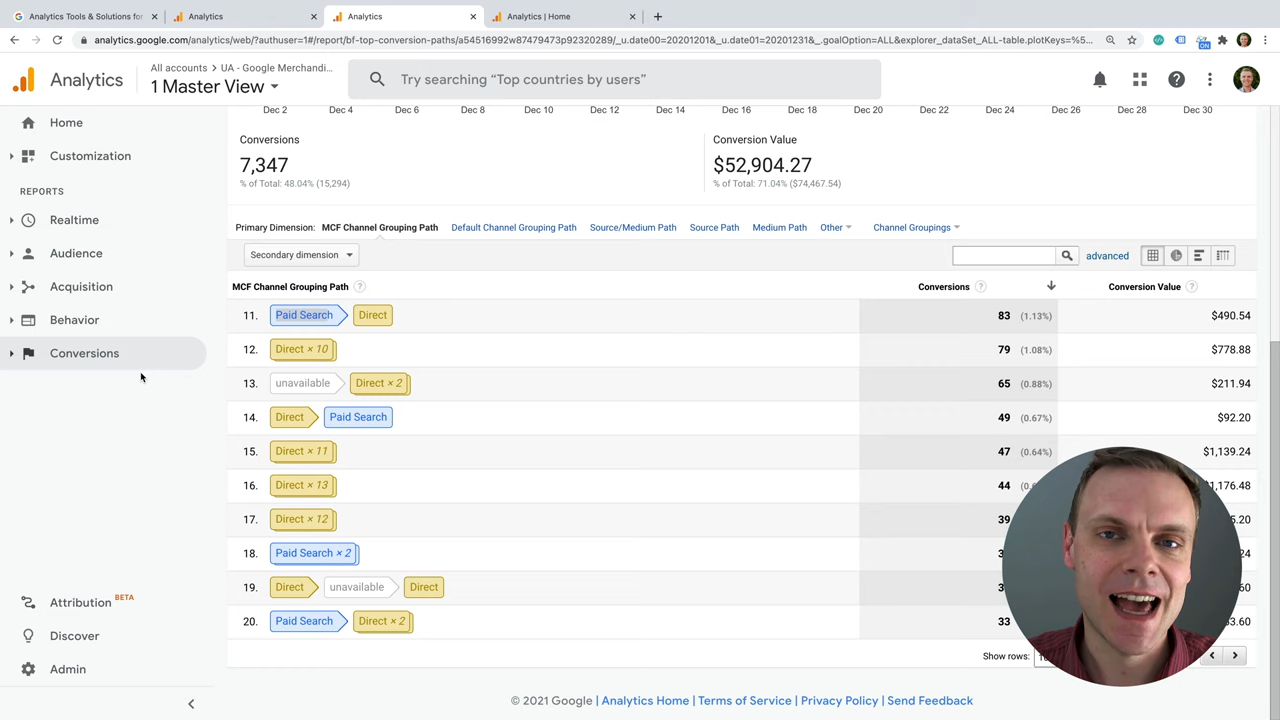 Analytics Tools & Solutions for
Analytics
Analytics
Analytics | Home
analytics.google.com/analytics/web/?authuser=1#/report/bf-top-conversion-paths/a54516992w87479473p92320289/_u.date00=20201201&_u.date01=20201231&_.goalOption=ALL&explorer_dataSet_ALL-table.plotKeys=%5...
ON
Analytics
All accounts > UA - Google Merchandi...
1 Master View
Try searching “Top countries by users”
Dec 2 Dec 4 Dec 6 Dec 8 Dec 10 Dec 12 Dec 14 Dec 16 Dec 18 Dec 20 Dec 22 Dec 24 Dec 26 Dec 28 Dec 30
Home
Customization
REPORTS
Realtime
Audience
Acquisition
Behavior
Conversions
Attribution BETA
Discover
Admin
Conversions
7,347
% of Total: 48.04% (15,294)
Conversion Value
$52,904.27
% of Total: 71.04% ($74,467.54)
Primary Dimension: MCF Channel Grouping Path Default Channel Grouping Path Source/Medium Path Source Path Medium Path Other Channel Groupings
Secondary dimension
advanced
MCF Channel Grouping Path ? Conversions ? Conversion Value ?
11. Paid Search Direct 83 (1.13%) $490.54
12. Direct × 10 79 (1.08%) $778.88
13. unavailable Direct × 2 65 (0.88%) $211.94
14. Direct Paid Search 49 (0.67%) $92.20
15. Direct × 11 47 (0.64%) $1,139.24
16. Direct × 13 44
17. Direct × 12 39
18. Paid Search × 2
19. Direct unavailable Direct
20. Paid Search Direct × 2 33
Show rows:
© 2021 Google | Analytics Home | Terms of Service | Privacy Policy | Send Feedback